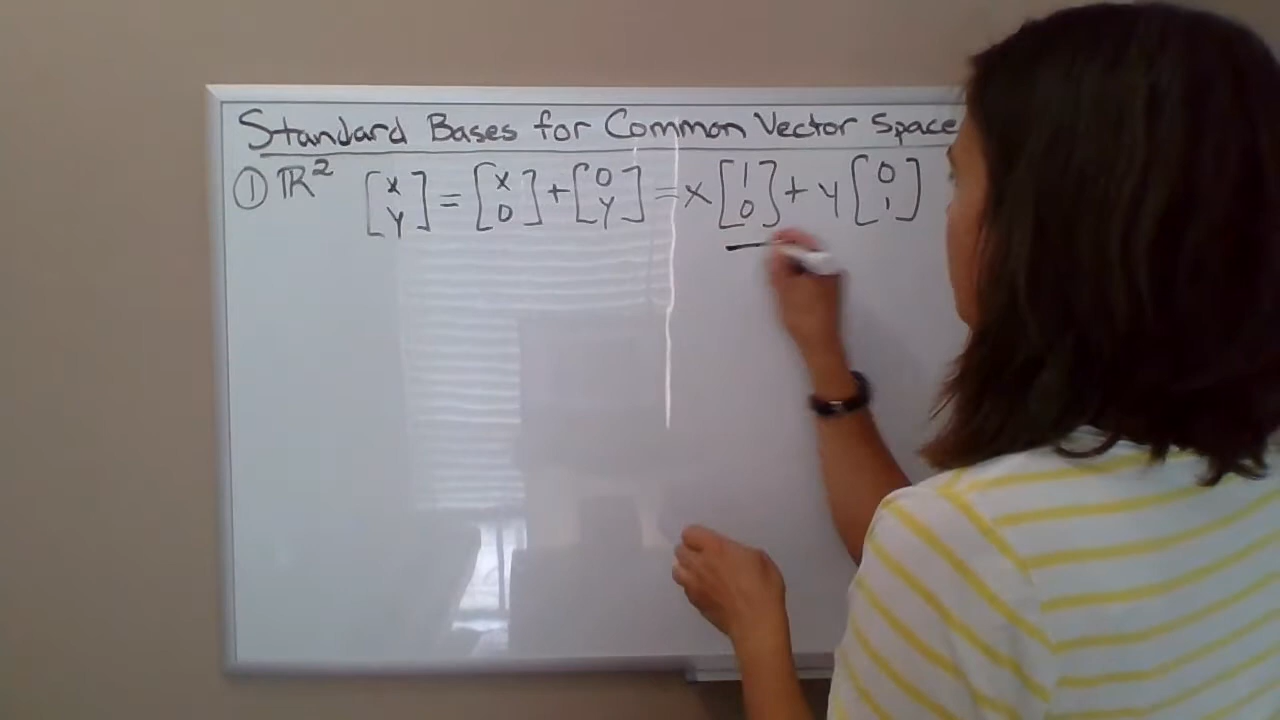 Standard Bases for Common Vector Space
① ℝ² [x y] = [x 0] + [0 y] = x [1 0] + y [0 1]